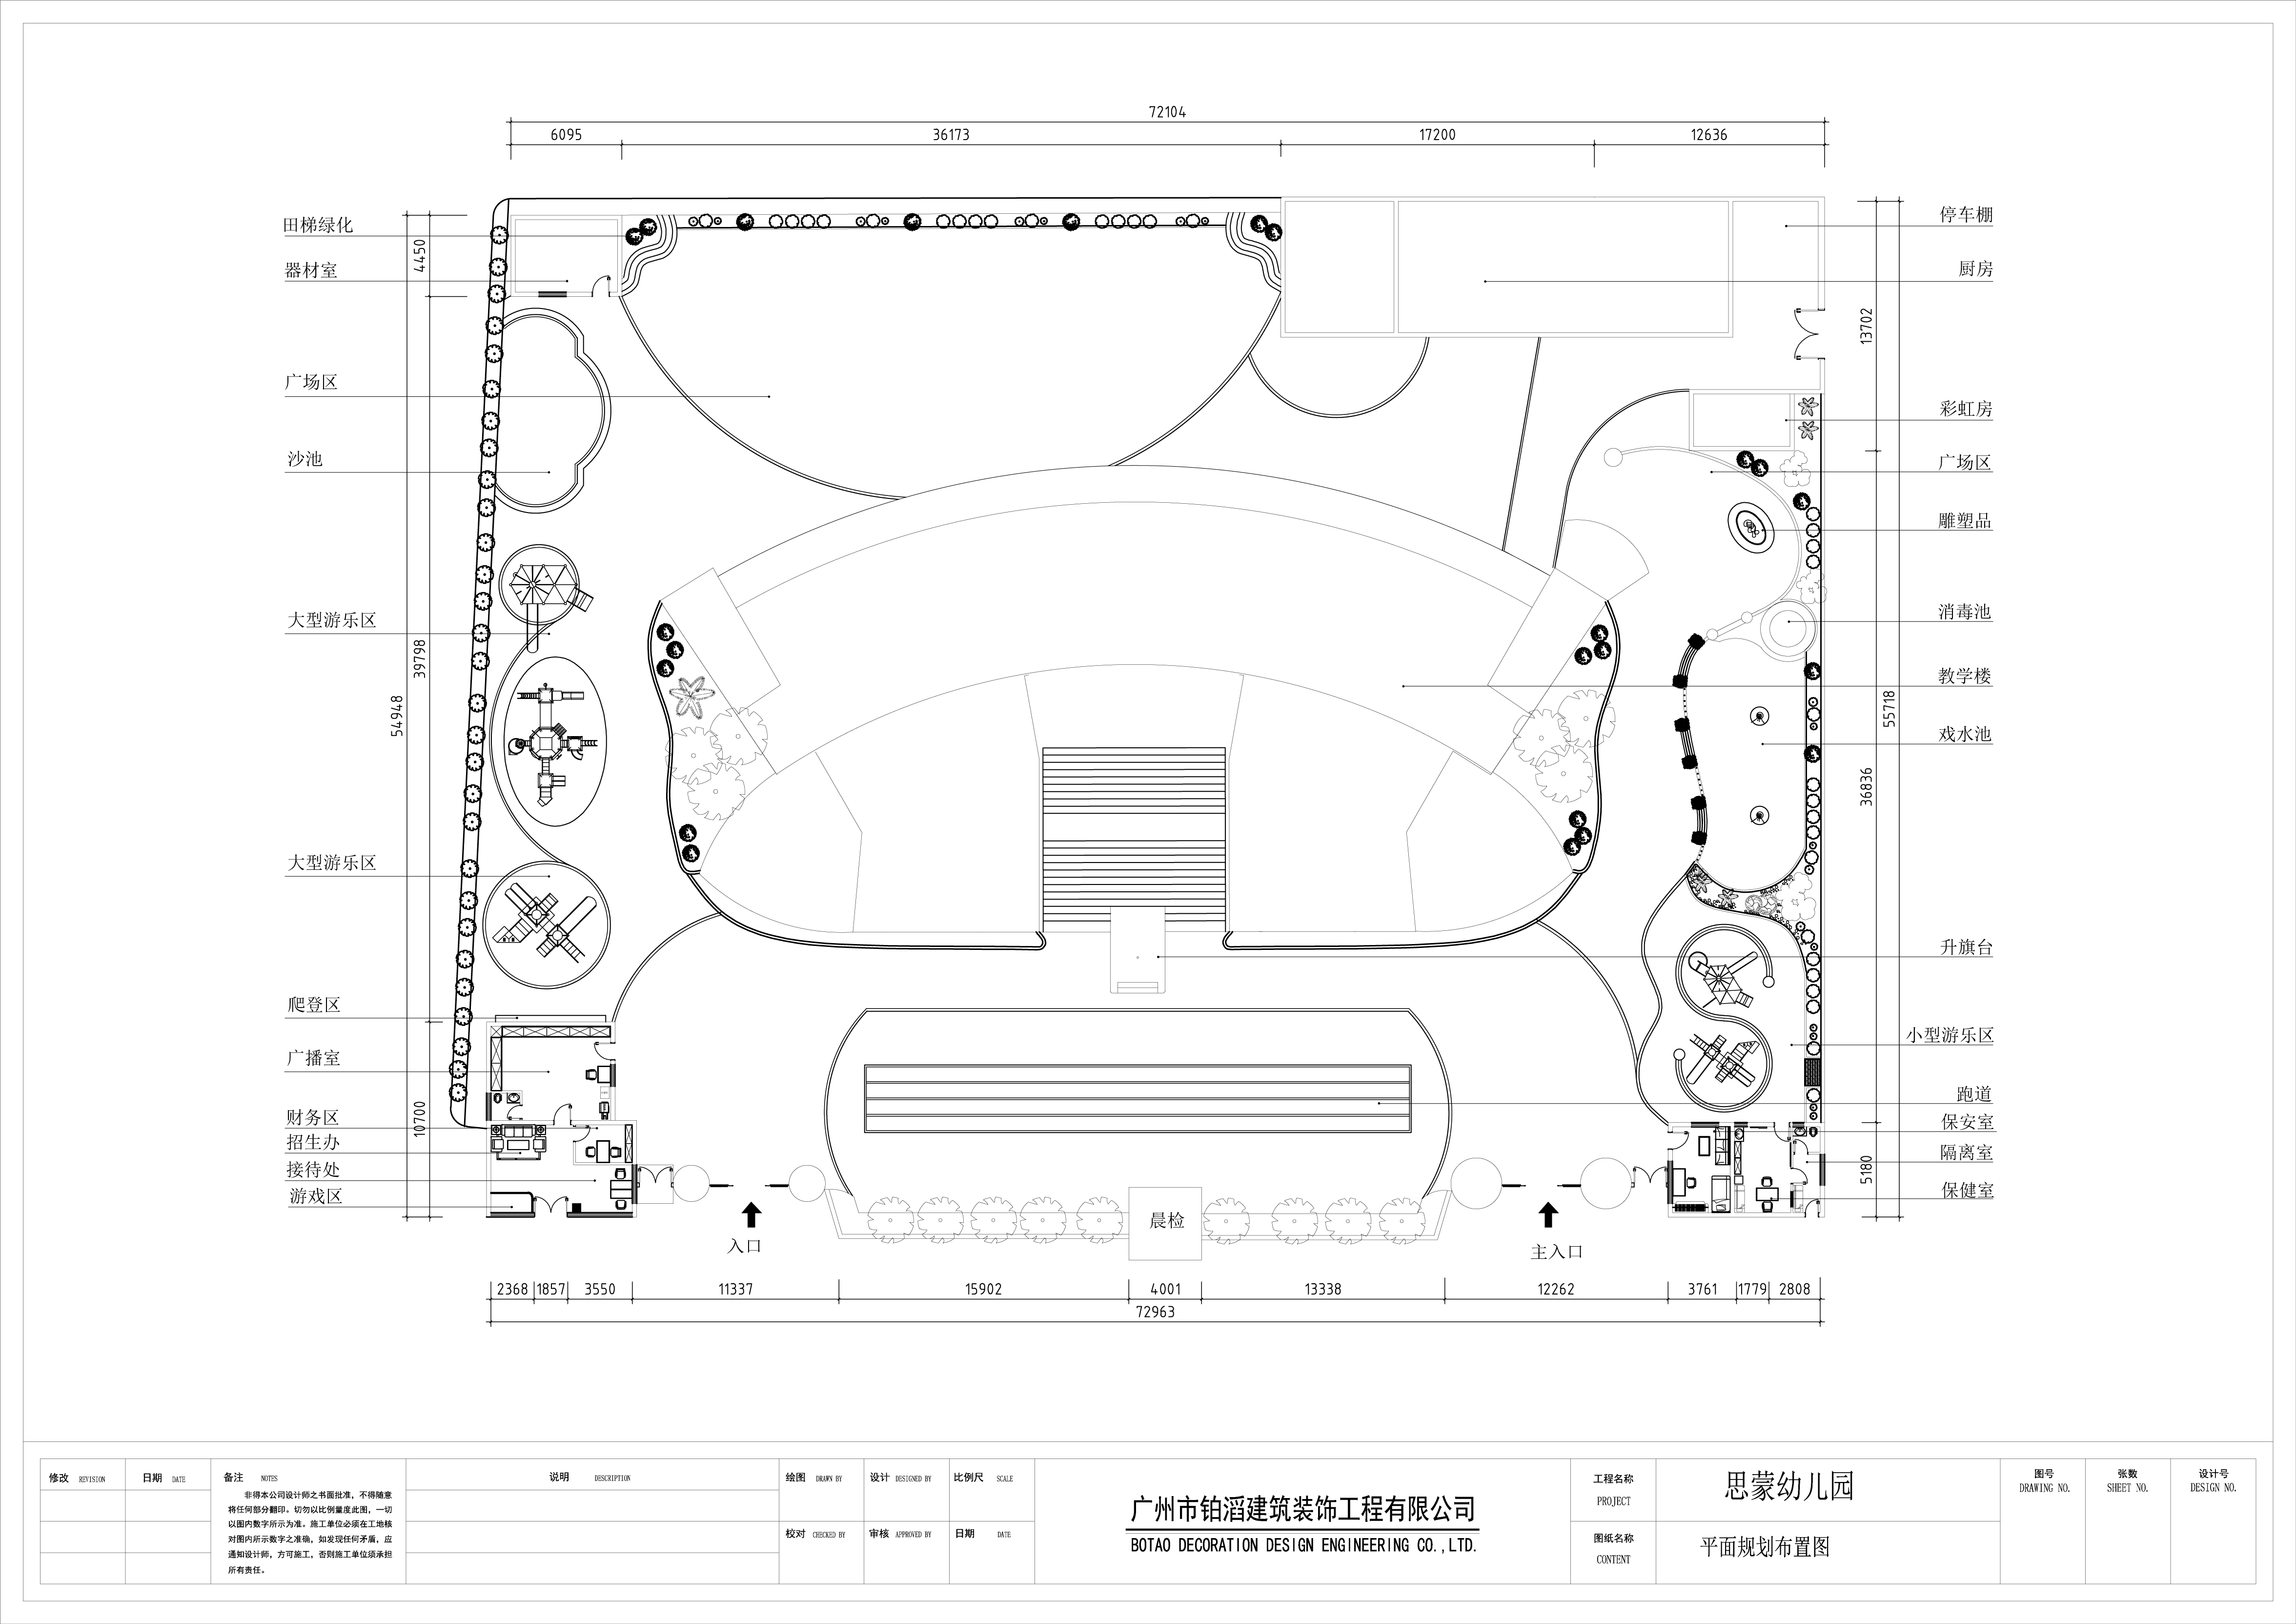 72104
6095
36173
17200
12636
田梯绿化
器材室
广场区
沙池
大型游乐区
大型游乐区
爬登区
广播室
财务区
招生办
接待处
游戏区
4450
39798
54948
10700
停车棚
厨房
彩虹房
广场区
雕塑品
消毒池
教学楼
戏水池
升旗台
小型游乐区
跑道
保安室
隔离室
保健室
13702
55718
36836
5180
晨检
入口
主入口
2368
1857
3550
11337
15902
4001
13338
12262
3761
1779
2808
72963
修改 REVISION
日期 DATE
备注 NOTES
非得本公司设计师之书面批准，不得随意
将任何部分翻印。切勿以比例量度此图，一切
以图内数字所示为准。施工单位必须在工地核
对图内所示数字之准确，如发现任何矛盾，应
通知设计师，方可施工，否则施工单位须承担
所有责任。
说明 DESCRIPTION
绘图 DRAWN BY
设计 DESIGNED BY
比例尺 SCALE
校对 CHECKED BY
审核 APPROVED BY
日期 DATE
广州市铂滔建筑装饰工程有限公司
BOTAO DECORATION DESIGN ENGINEERING CO.,LTD.
工程名称
PROJECT
思蒙幼儿园
图纸名称
CONTENT
平面规划布置图
图号
DRAWING NO.
张数
SHEET NO.
设计号
DESIGN NO.